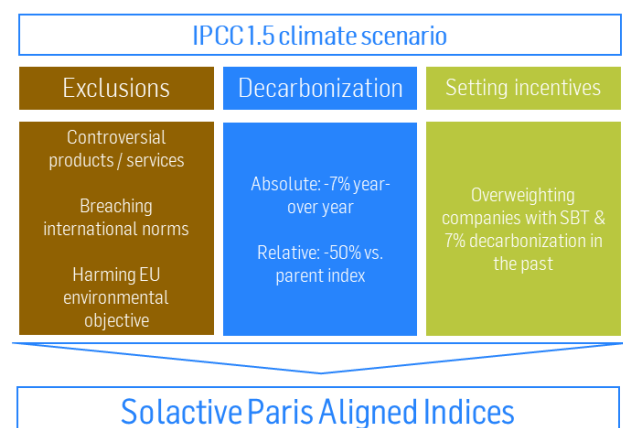 IPCC 1.5 climate scenario
Exclusions
Decarbonization
Setting incentives
Controversial
products / services
Breaching
international norms
Harming EU
environmental
objective
Absolute: -7% year-
over year
Relative: -50% vs.
parent index
Overweighting
companies with SBT &
7% decarbonization in
the past
Solactive Paris Aligned Indices